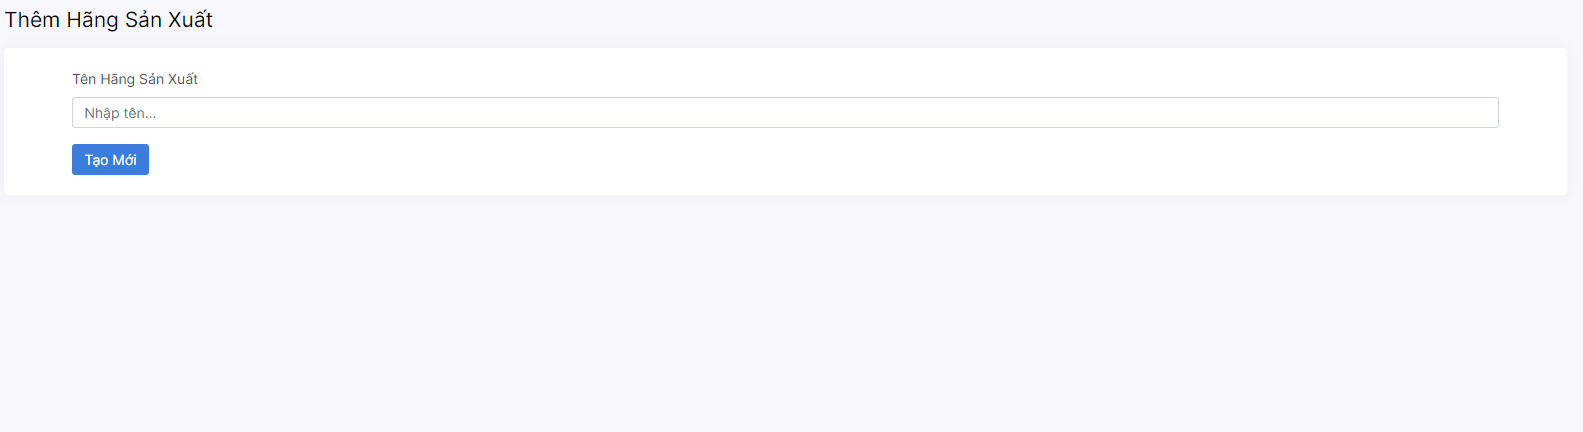 Thêm Hãng Sản Xuất
Tên Hãng Sản Xuất
Nhập tên...
Tạo Mới